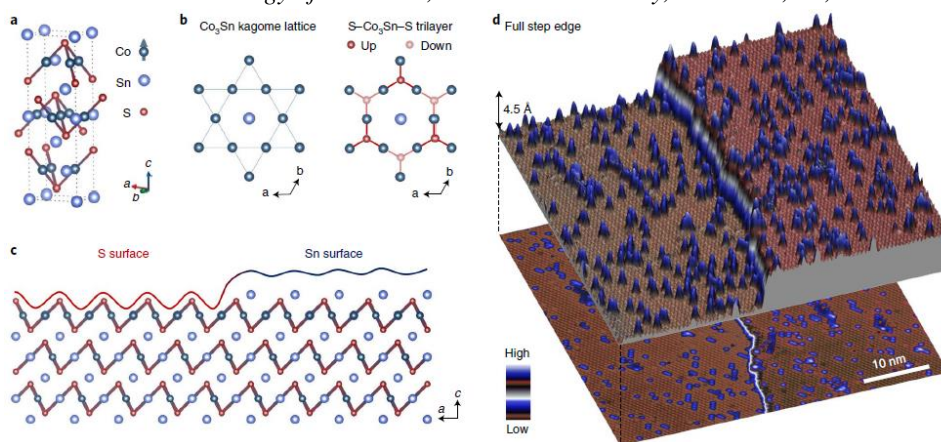 a
Co
Sn
S
c
a
b
b
Co₃Sn kagome lattice
S–Co₃Sn–S trilayer
Up
Down
b
a
b
a
c
S surface
Sn surface
c
a
d
Full step edge
4.5 Å
High
Low
10 nm